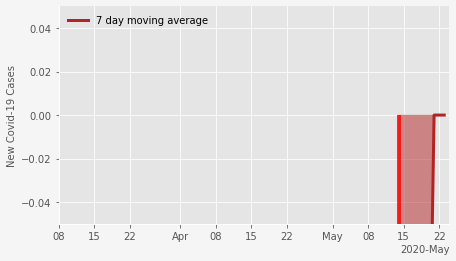 7 day moving average
New Covid-19 Cases
0.04
0.02
0.00
−0.02
−0.04
08 15 22 Apr 08 15 22 May 08 15 22
2020-May